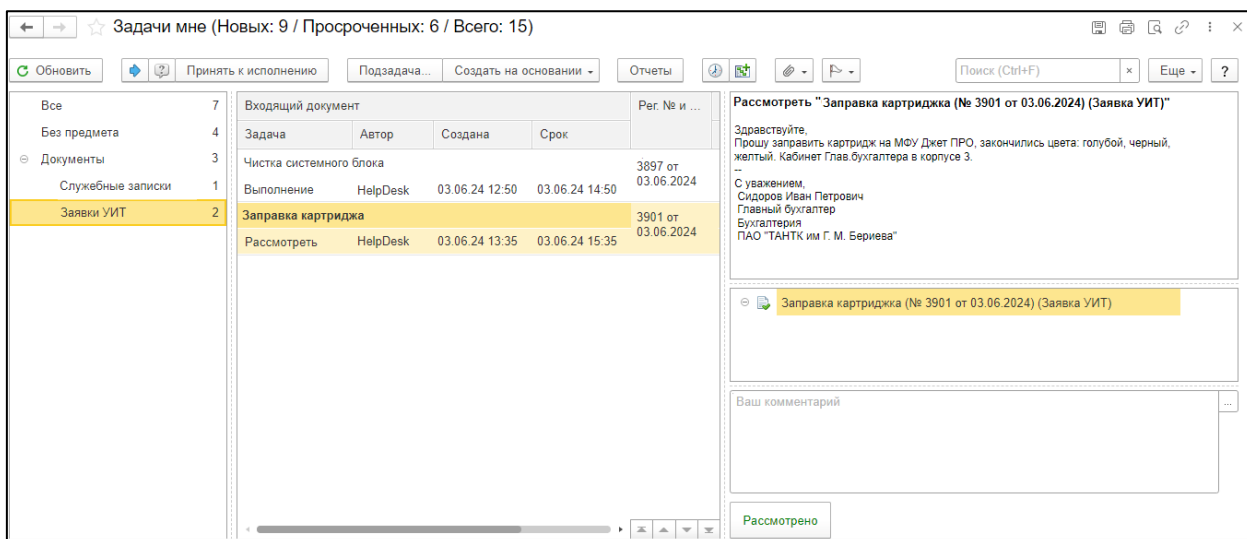 Задачи мне (Новых: 9 / Просроченных: 6 / Всего: 15)
Обновить Принять к исполнению Подзадача... Создать на основании Отчеты Поиск (Ctrl+F) × Еще ?
Все 7
Без предмета 4
Документы 3
Служебные записки 1
Заявки УИТ 2
Входящий документ Рег. № и ...
Задача Автор Создана Срок
Чистка системного блока 3897 от 03.06.2024
Выполнение HelpDesk 03.06.24 12:50 03.06.24 14:50
Заправка картриджа 3901 от 03.06.2024
Рассмотреть HelpDesk 03.06.24 13:35 03.06.24 15:35
Рассмотреть "Заправка картриджка (№ 3901 от 03.06.2024) (Заявка УИТ)"
Здравствуйте,
Прошу заправить картридж на МФУ Джет ПРО, закончились цвета: голубой, черный,
желтый. Кабинет Глав.бухгалтера в корпусе 3.
--
С уважением,
Сидоров Иван Петрович
Главный бухгалтер
Бухгалтерия
ПАО "ТАНТК им Г. М. Бериева"
Заправка картриджка (№ 3901 от 03.06.2024) (Заявка УИТ)
Ваш комментарий ...
Рассмотрено